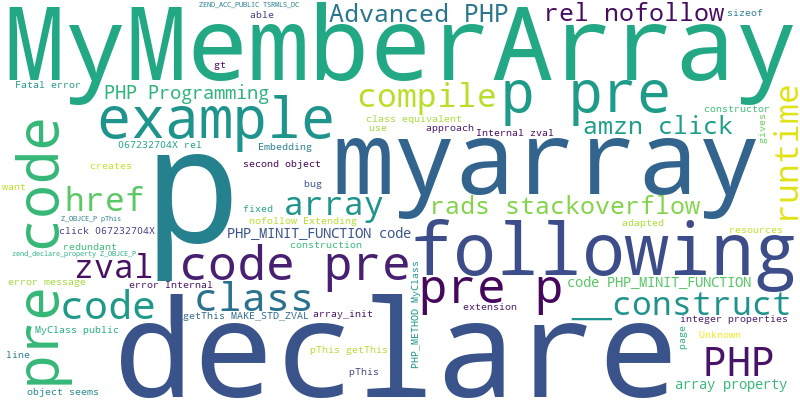 ZEND_ACC_PUBLIC TSRMLS_DC
able
Advanced PHP
rel nofollow
sizeof
MyMemberArray
gt
Fatal error
PHP Programming
compile
p pre
constructor
example
class equivalent
use
approach
Internal zval
amzn click
gives
runtime
067232704X rel
Embedding
code
p
second object
bug
myarray
creates
want
href
fixed
array
rads stackoverflow
Z_OBJCE_P pThis
nofollow Extending
adapted
click 067232704X
PHP_MINIT_FUNCTION code
resources
redundant
construction
following
zend_declare_property Z_OBJCE_P
zval
code pre
error message
error Internal
class
pre p
code PHP_MINIT_FUNCTION
pre
code
PHP_METHOD MyClass
__construct
extension
getThis MAKE_STD_ZVAL
array_init
integer properties
MyClass public
declare
page
Unknown
line
pThis getThis
PHP
pThis
array property
object seems